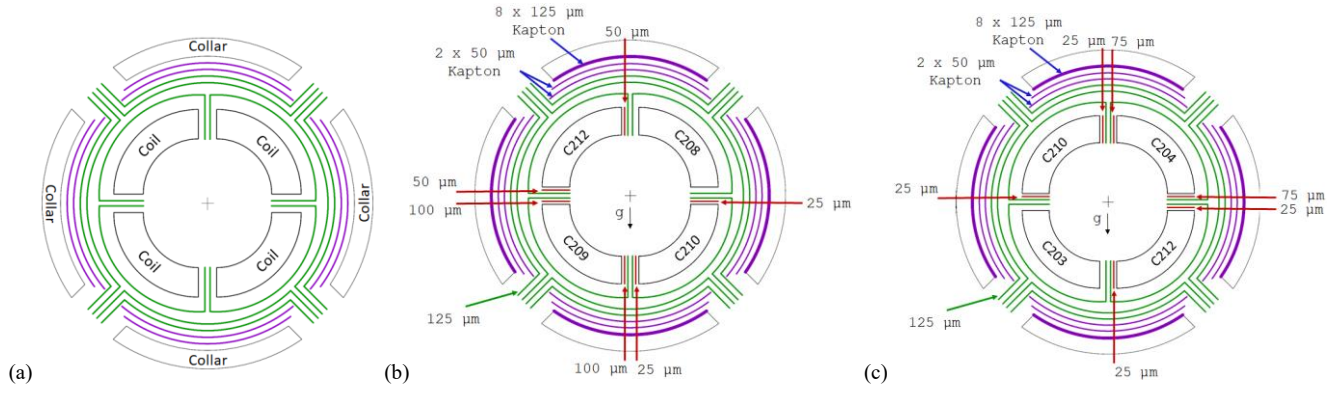 (a)
Collar
Coil
Coil
Collar
Collar
Coil
Coil
Collar
(b)
8 x 125 µm
Kapton
50 µm
2 x 50 µm
Kapton
C212
C208
50 µm
100 µm
25 µm
g
C209
C210
125 µm
100 µm
25 µm
(c)
8 x 125 µm
Kapton
25 µm
75 µm
2 x 50 µm
Kapton
C210
C204
25 µm
75 µm
25 µm
g
C203
C212
125 µm
25 µm